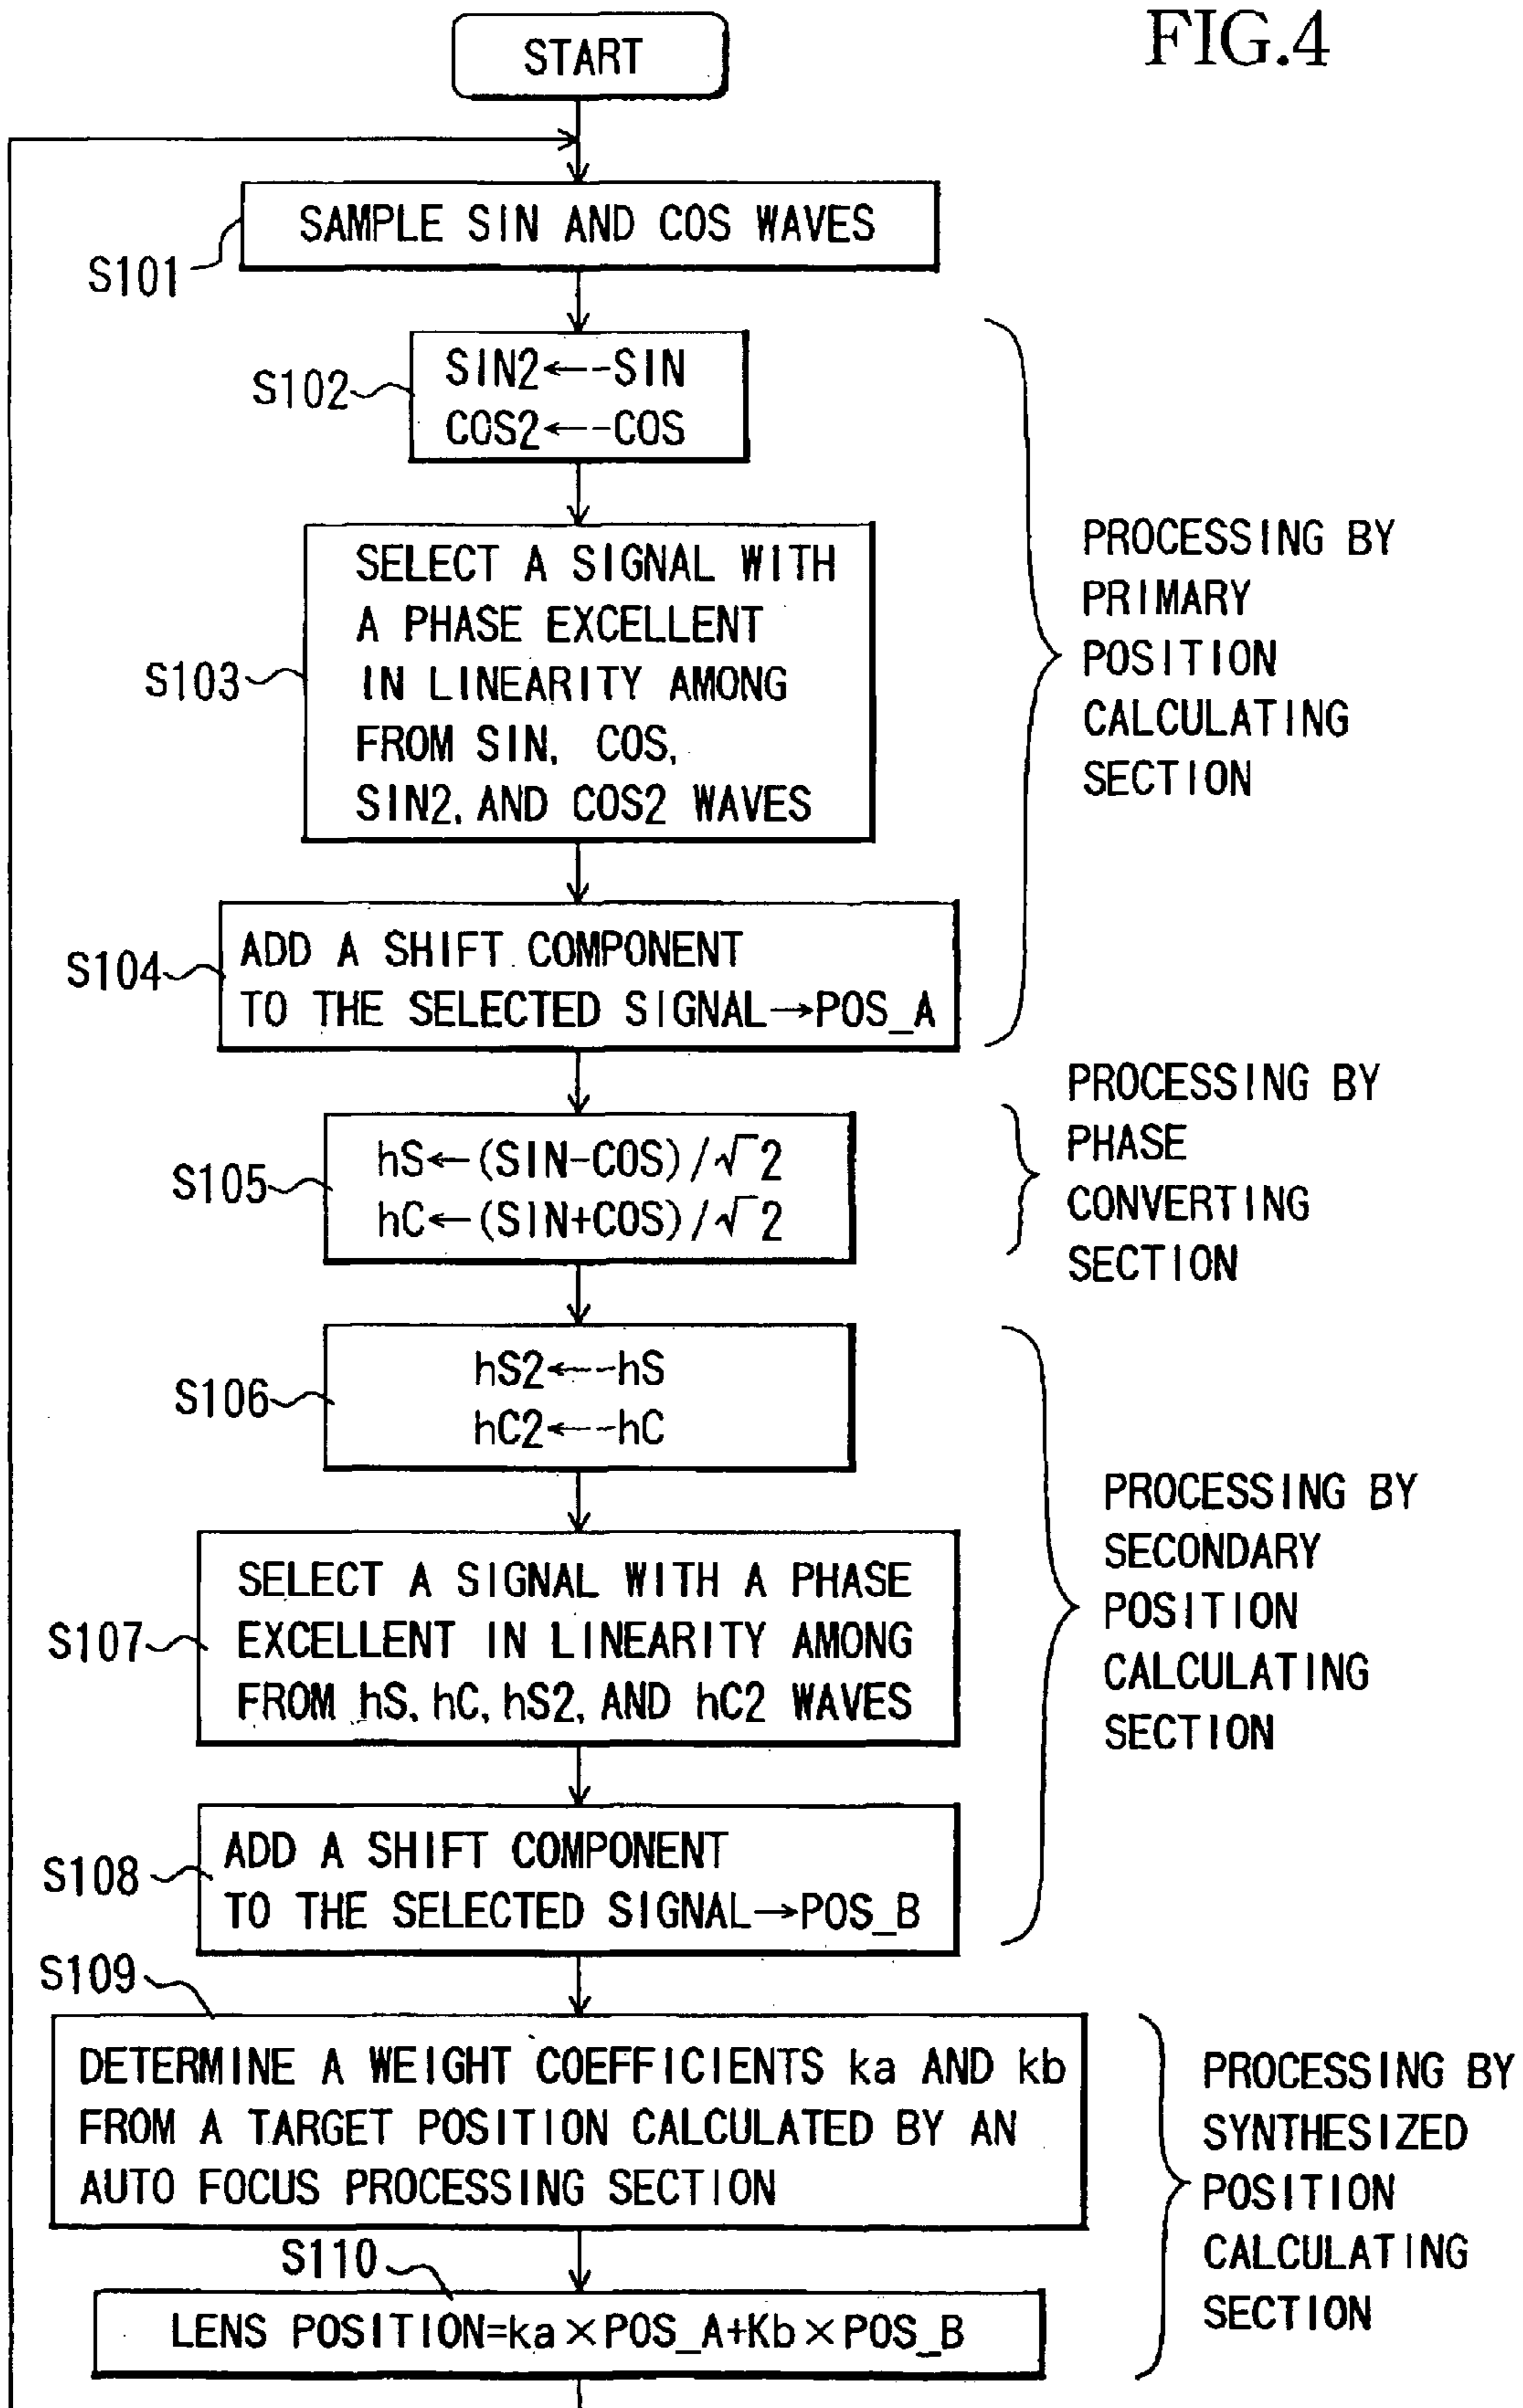 FIG.4
START
SAMPLE SIN AND COS WAVES
S101
SIN2←--SIN
COS2←--COS
S102
SELECT A SIGNAL WITH
A PHASE EXCELLENT
IN LINEARITY AMONG
FROM SIN, COS,
SIN2, AND COS2 WAVES
S103
ADD A SHIFT COMPONENT
TO THE SELECTED SIGNAL→POS_A
S104
PROCESSING BY
PRIMARY
POSITION
CALCULATING
SECTION
hS←(SIN-COS)/√2
hC←(SIN+COS)/√2
S105
PROCESSING BY
PHASE
CONVERTING
SECTION
hS2←--hS
hC2←--hC
S106
SELECT A SIGNAL WITH A PHASE
EXCELLENT IN LINEARITY AMONG
FROM hS, hC, hS2, AND hC2 WAVES
S107
ADD A SHIFT COMPONENT
TO THE SELECTED SIGNAL→POS_B
S108
PROCESSING BY
SECONDARY
POSITION
CALCULATING
SECTION
S109
DETERMINE A WEIGHT COEFFICIENTS ka AND kb
FROM A TARGET POSITION CALCULATED BY AN
AUTO FOCUS PROCESSING SECTION
S110
LENS POSITION=ka×POS_A+Kb×POS_B
PROCESSING BY
SYNTHESIZED
POSITION
CALCULATING
SECTION